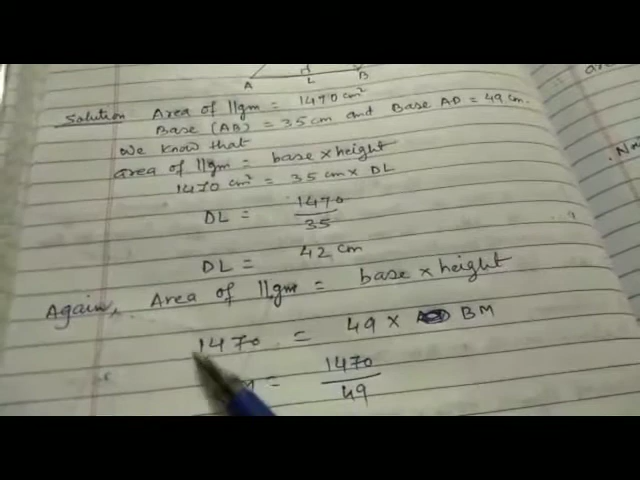 A L B
Solution Area of ||gm = 1470 cm²
Base (AB) = 35 cm and Base AD = 49 cm.
We know that
area of ||gm = base × height
1470 cm² = 35 cm × DL
DL = 1470/35
DL = 42 cm
Again, Area of ||gm = base × height
1470 = 49 × BM
= 1470/49